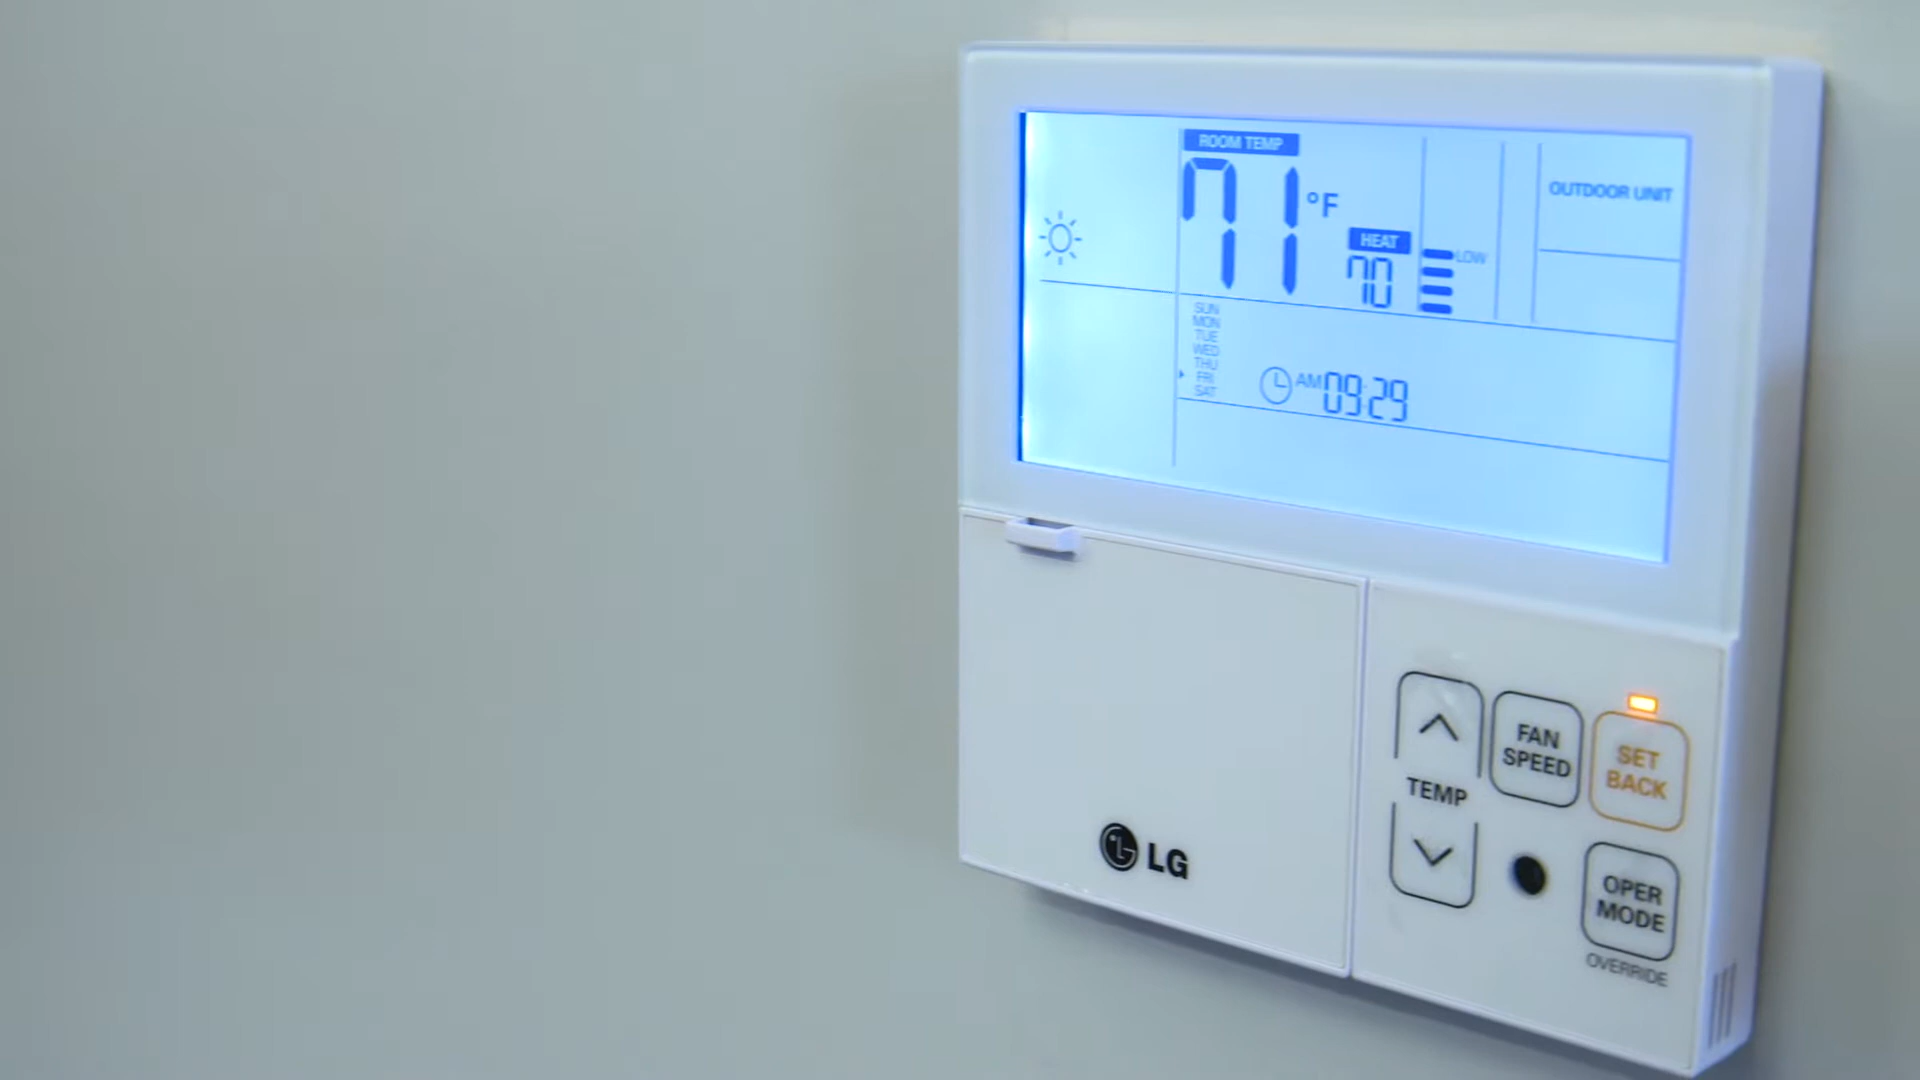 ROOM TEMP
71 °F
HEAT
70
LOW
OUTDOOR UNIT
SUN
MON
TUE
WED
THU
FRI
SAT
AM 09:29
LG
TEMP
FAN
SPEED
SET
BACK
OPER
MODE
OVERRIDE